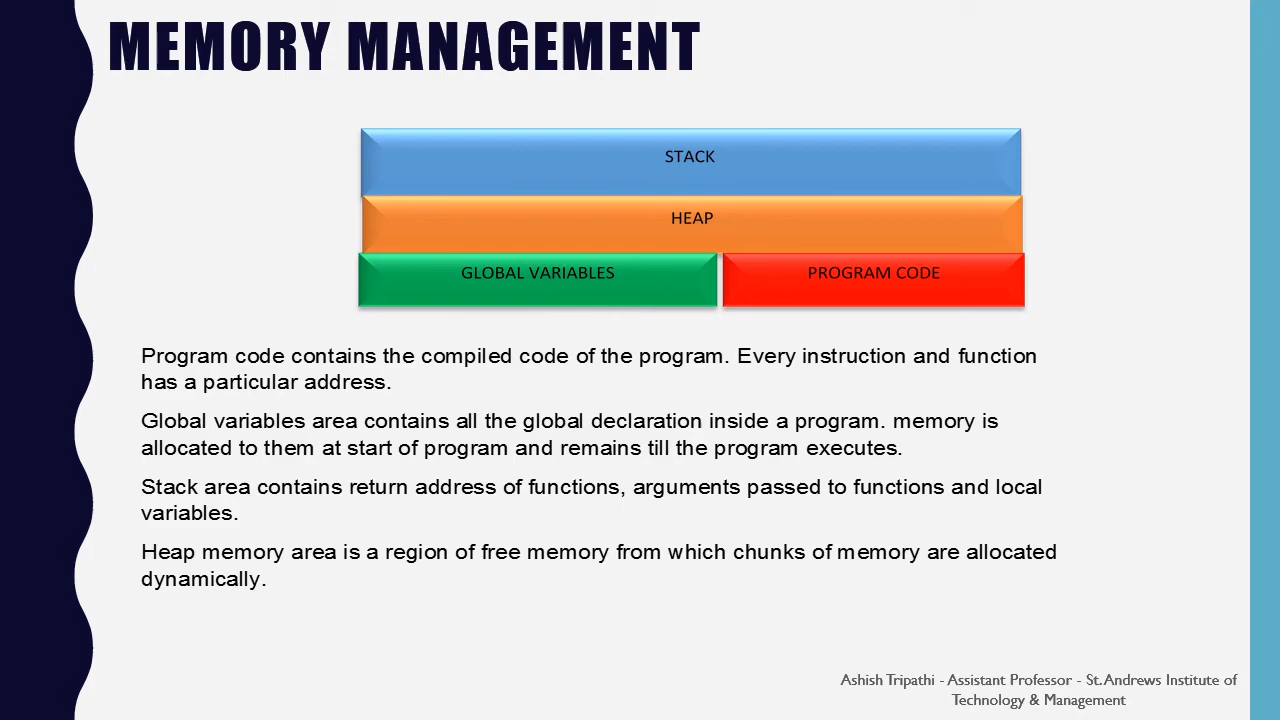 MEMORY MANAGEMENT
STACK
HEAP
GLOBAL VARIABLES
PROGRAM CODE
Program code contains the compiled code of the program. Every instruction and function
has a particular address.
Global variables area contains all the global declaration inside a program. memory is
allocated to them at start of program and remains till the program executes.
Stack area contains return address of functions, arguments passed to functions and local
variables.
Heap memory area is a region of free memory from which chunks of memory are allocated
dynamically.
Ashish Tripathi - Assistant Professor - St.Andrews Institute of
Technology & Management